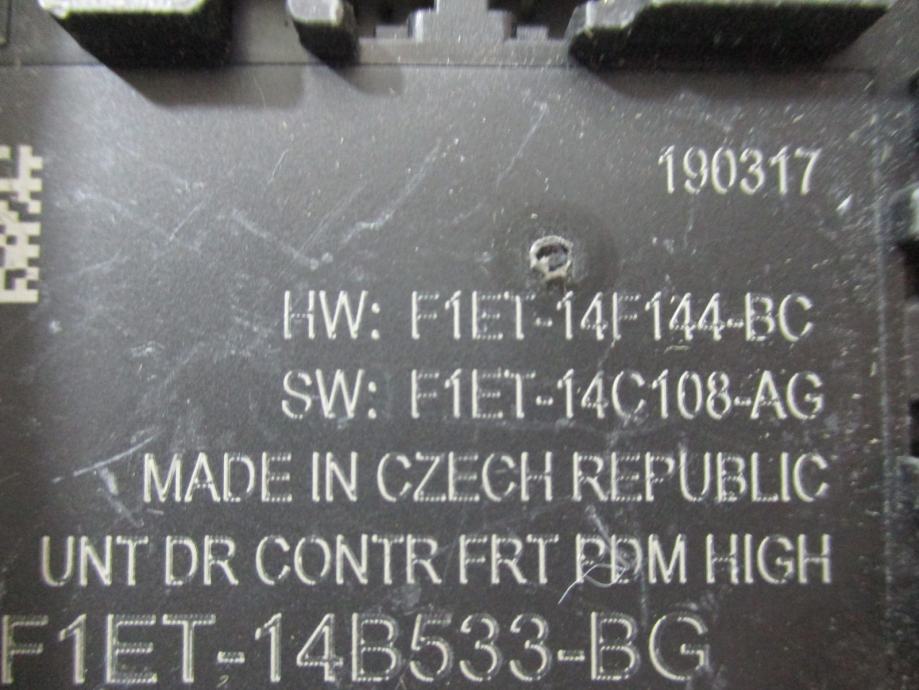 190317
HW: F1ET-14F144-BC
SW: F1ET-14C108-AG
MADE IN CZECH REPUBLIC
UNT DR CONTR FRT PDM HIGH
F1ET-14B533-BG